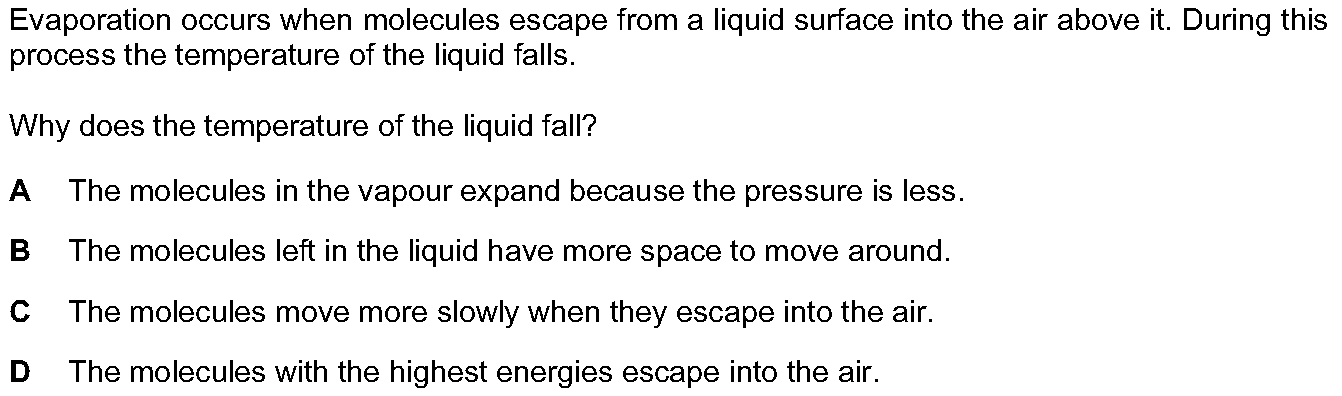 Evaporation occurs when molecules escape from a liquid surface into the air above it. During this
process the temperature of the liquid falls.
Why does the temperature of the liquid fall?
A The molecules in the vapour expand because the pressure is less.
B The molecules left in the liquid have more space to move around.
C The molecules move more slowly when they escape into the air.
D The molecules with the highest energies escape into the air.